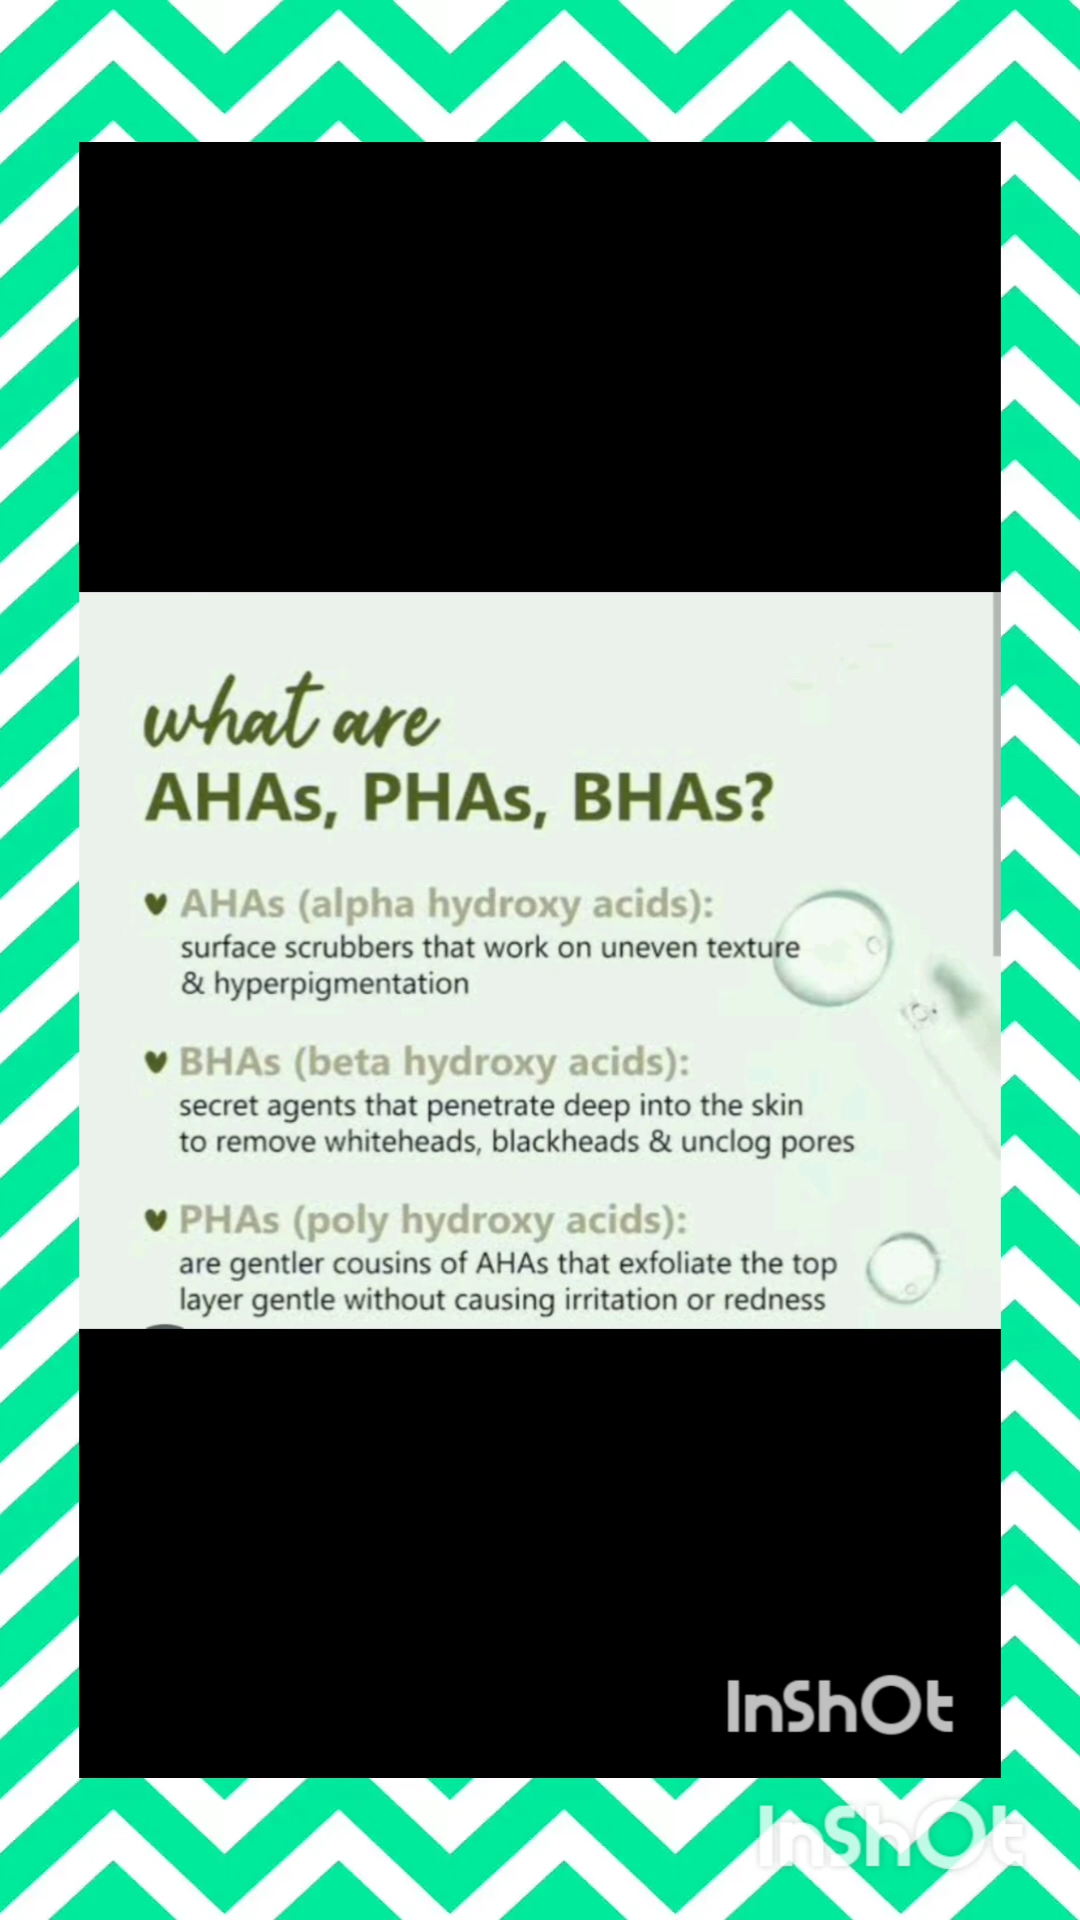 what are
AHAs, PHAs, BHAs?
AHAs (alpha hydroxy acids):
surface scrubbers that work on uneven texture
& hyperpigmentation
BHAs (beta hydroxy acids):
secret agents that penetrate deep into the skin
to remove whiteheads, blackheads & unclog pores
PHAs (poly hydroxy acids):
are gentler cousins of AHAs that exfoliate the top
layer gentle without causing irritation or redness
InShOt
InShOt